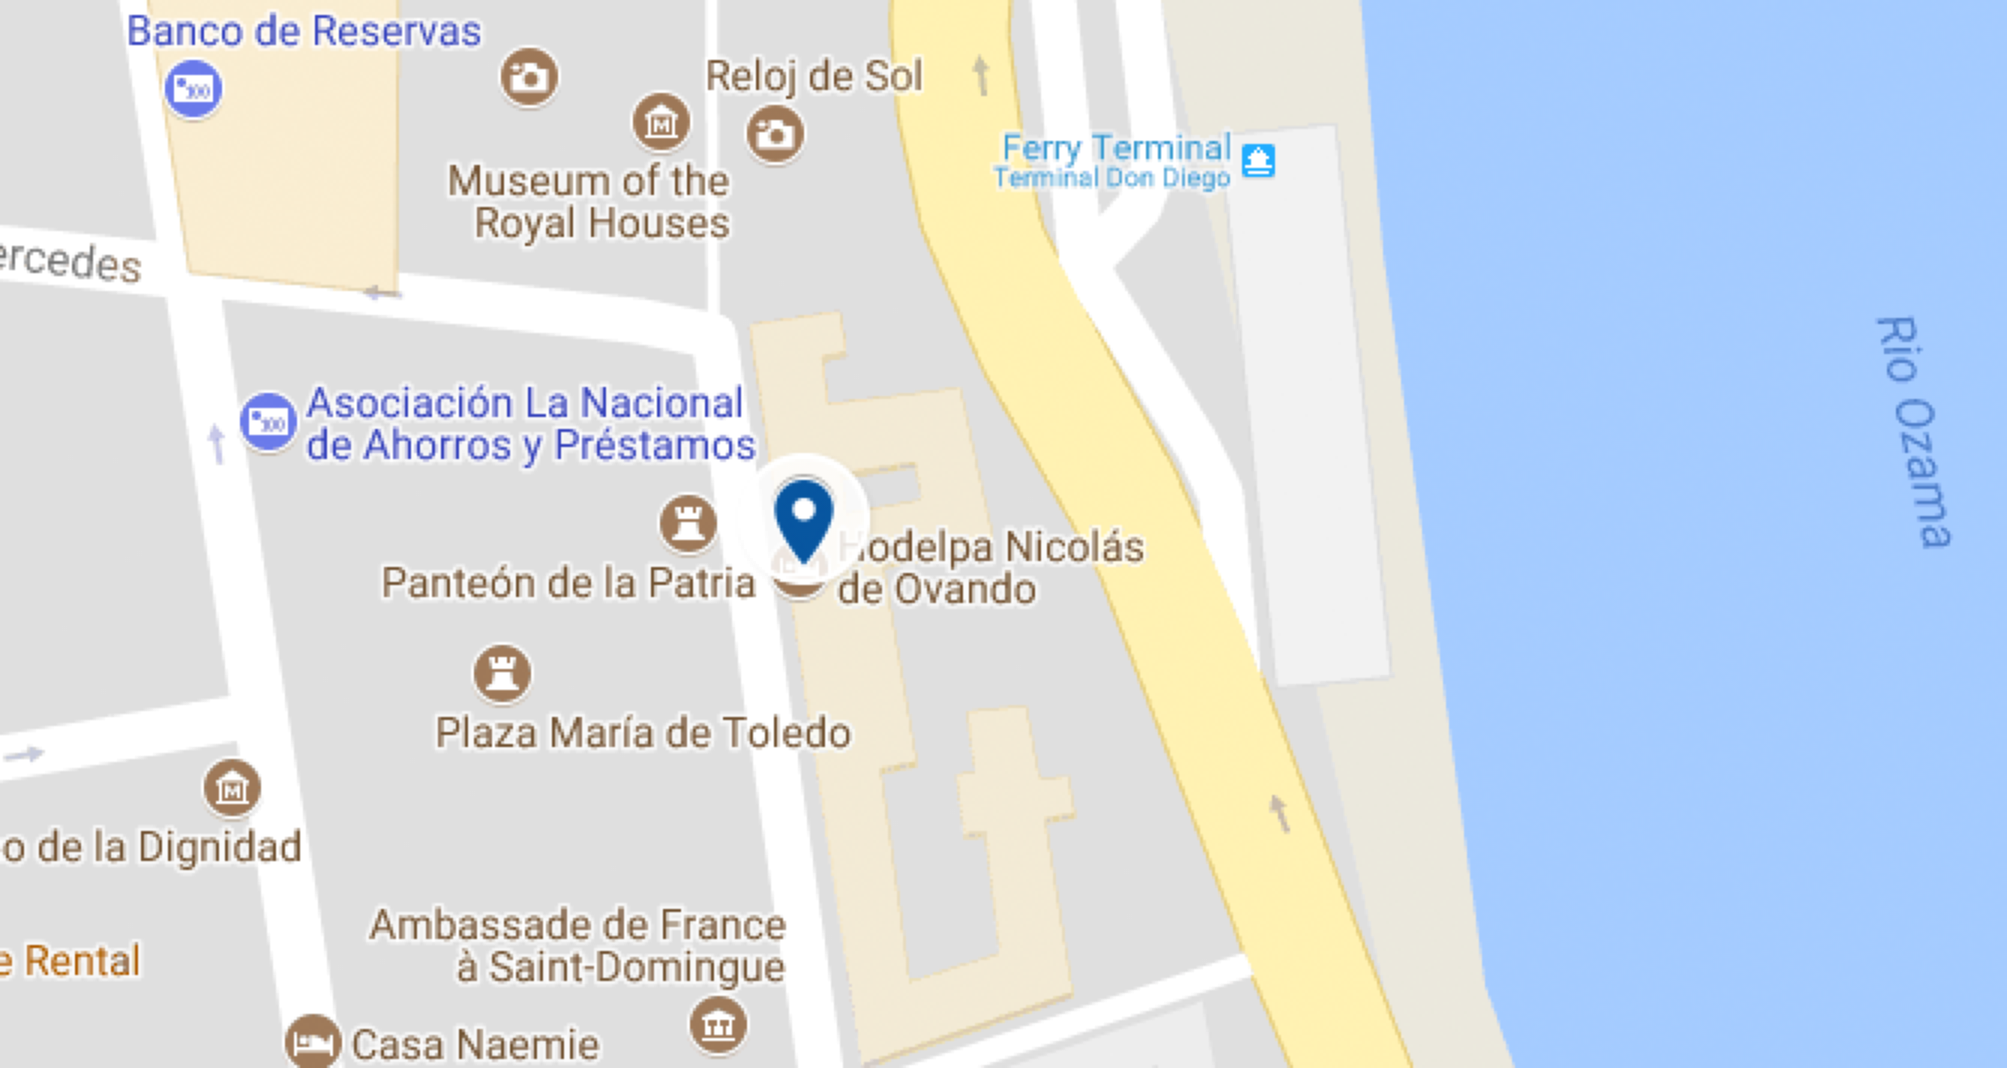 Banco de Reservas
100
Reloj de Sol
M
Museum of the
Royal Houses
Ferry Terminal
Terminal Don Diego
Rio Ozama
100
Asociación La Nacional
de Ahorros y Préstamos
Nicolás
de Ovando
Panteón de la Patria
Plaza María de Toledo
M
de la Dignidad
Ambassade de France
à Saint-Domingue
Rental
Casa Naemie